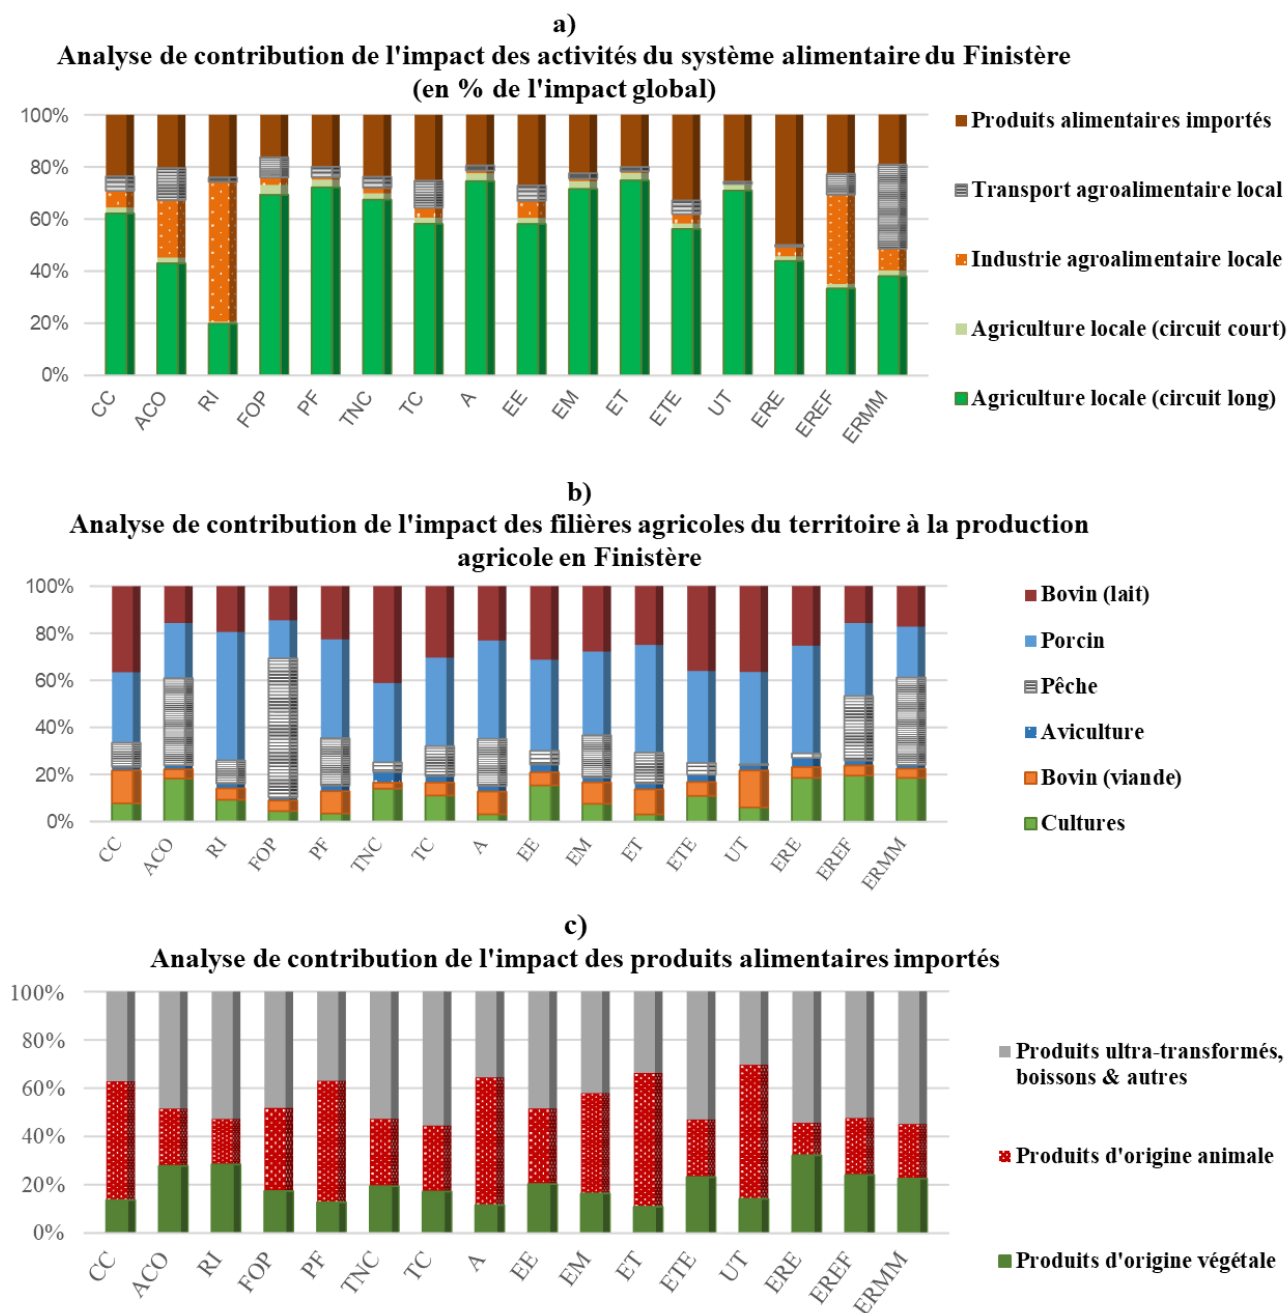 a)
Analyse de contribution de l'impact des activités du système alimentaire du Finistère
(en % de l'impact global)
100%
80%
60%
40%
20%
0%
CC
ACO
RI
FOP
PF
TNC
TC
A
EE
EM
ET
ETE
UT
ERE
EREF
ERMM
Produits alimentaires importés
Transport agroalimentaire local
Industrie agroalimentaire locale
Agriculture locale (circuit court)
Agriculture locale (circuit long)
b)
Analyse de contribution de l'impact des filières agricoles du territoire à la production
agricole en Finistère
100%
80%
60%
40%
20%
0%
CC
ACO
RI
FOP
PF
TNC
TC
A
EE
EM
ET
ETE
UT
ERE
EREF
ERMM
Bovin (lait)
Porcin
Pêche
Aviculture
Bovin (viande)
Cultures
c)
Analyse de contribution de l'impact des produits alimentaires importés
100%
80%
60%
40%
20%
0%
CC
ACO
RI
FOP
PF
TNC
TC
A
EE
EM
ET
ETE
UT
ERE
EREF
ERMM
Produits ultra-transformés,
boissons & autres
Produits d'origine animale
Produits d'origine végétale